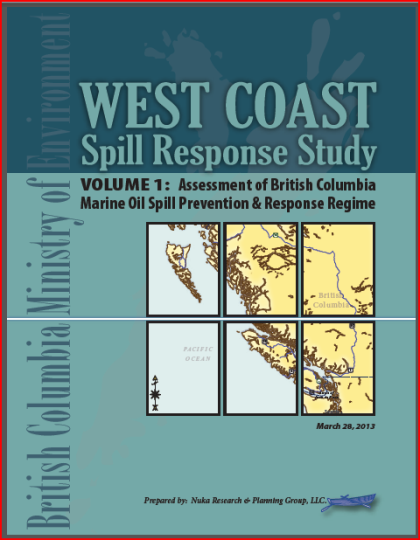 British Columbia Ministry of Environment
WEST COAST
Spill Response Study
VOLUME 1: Assessment of British Columbia
Marine Oil Spill Prevention & Response Regime
British
Columbia
PACIFIC
OCEAN
March 28, 2013
Prepared by: Nuka Research & Planning Group, LLC.